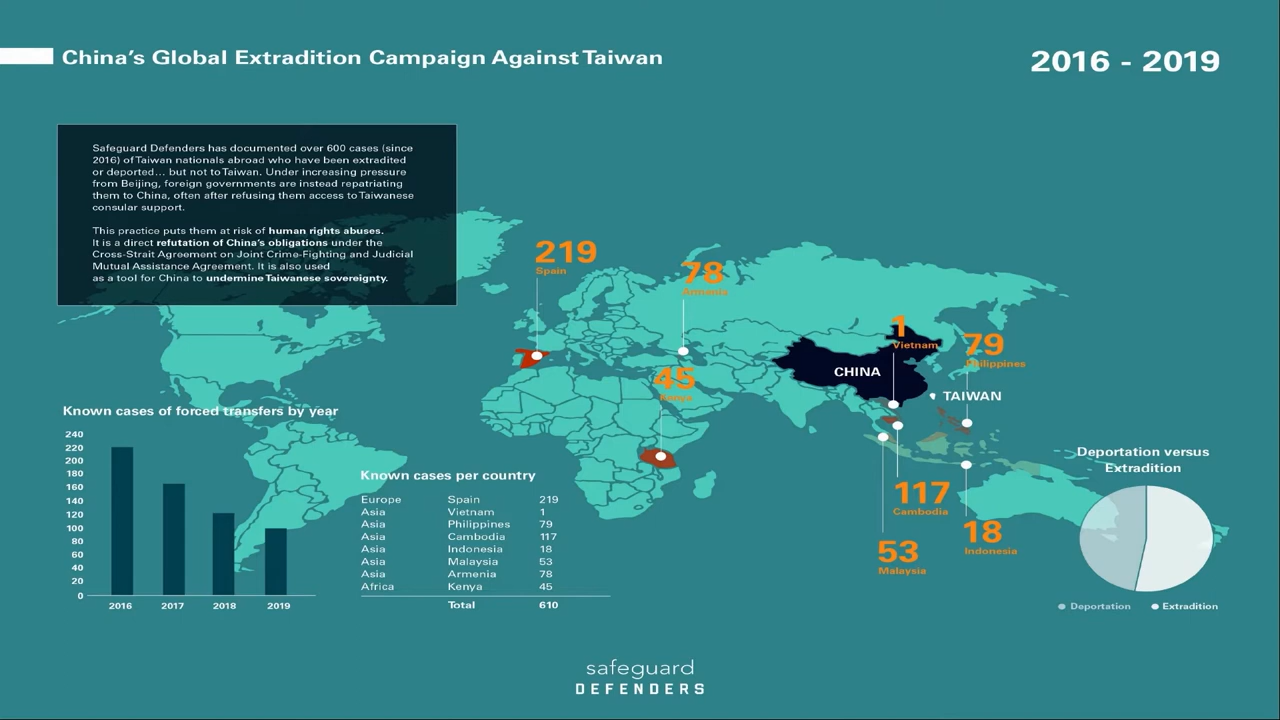 China's Global Extradition Campaign Against Taiwan
2016 - 2019
Safeguard Defenders has documented over 600 cases (since
2016) of Taiwan nationals abroad who have been extradited
or deported... but not to Taiwan. Under increasing pressure
from Beijing, foreign governments are instead repatriating
them to China, often after refusing them access to Taiwanese
consular support.
This practice puts them at risk of human rights abuses.
It is a direct refutation of China's obligations under the
Cross-Strait Agreement on Joint Crime-Fighting and Judicial
Mutual Assistance Agreement. It is also used
as a tool for China to undermine Taiwanese sovereignty.
219
Spain
78
Armenia
1
Vietnam
79
Philippines
45
Kenya
CHINA
TAIWAN
117
Cambodia
18
Indonesia
53
Malaysia
Known cases of forced transfers by year
240
220
200
180
160
140
120
100
80
60
40
20
0
2016 2017 2018 2019
Known cases per country
Europe Spain 219
Asia Vietnam 1
Asia Philippines 79
Asia Cambodia 117
Asia Indonesia 18
Asia Malaysia 53
Asia Armenia 78
Africa Kenya 45
Total 610
Deportation versus
Extradition
Deportation Extradition
safeguard
DEFENDERS